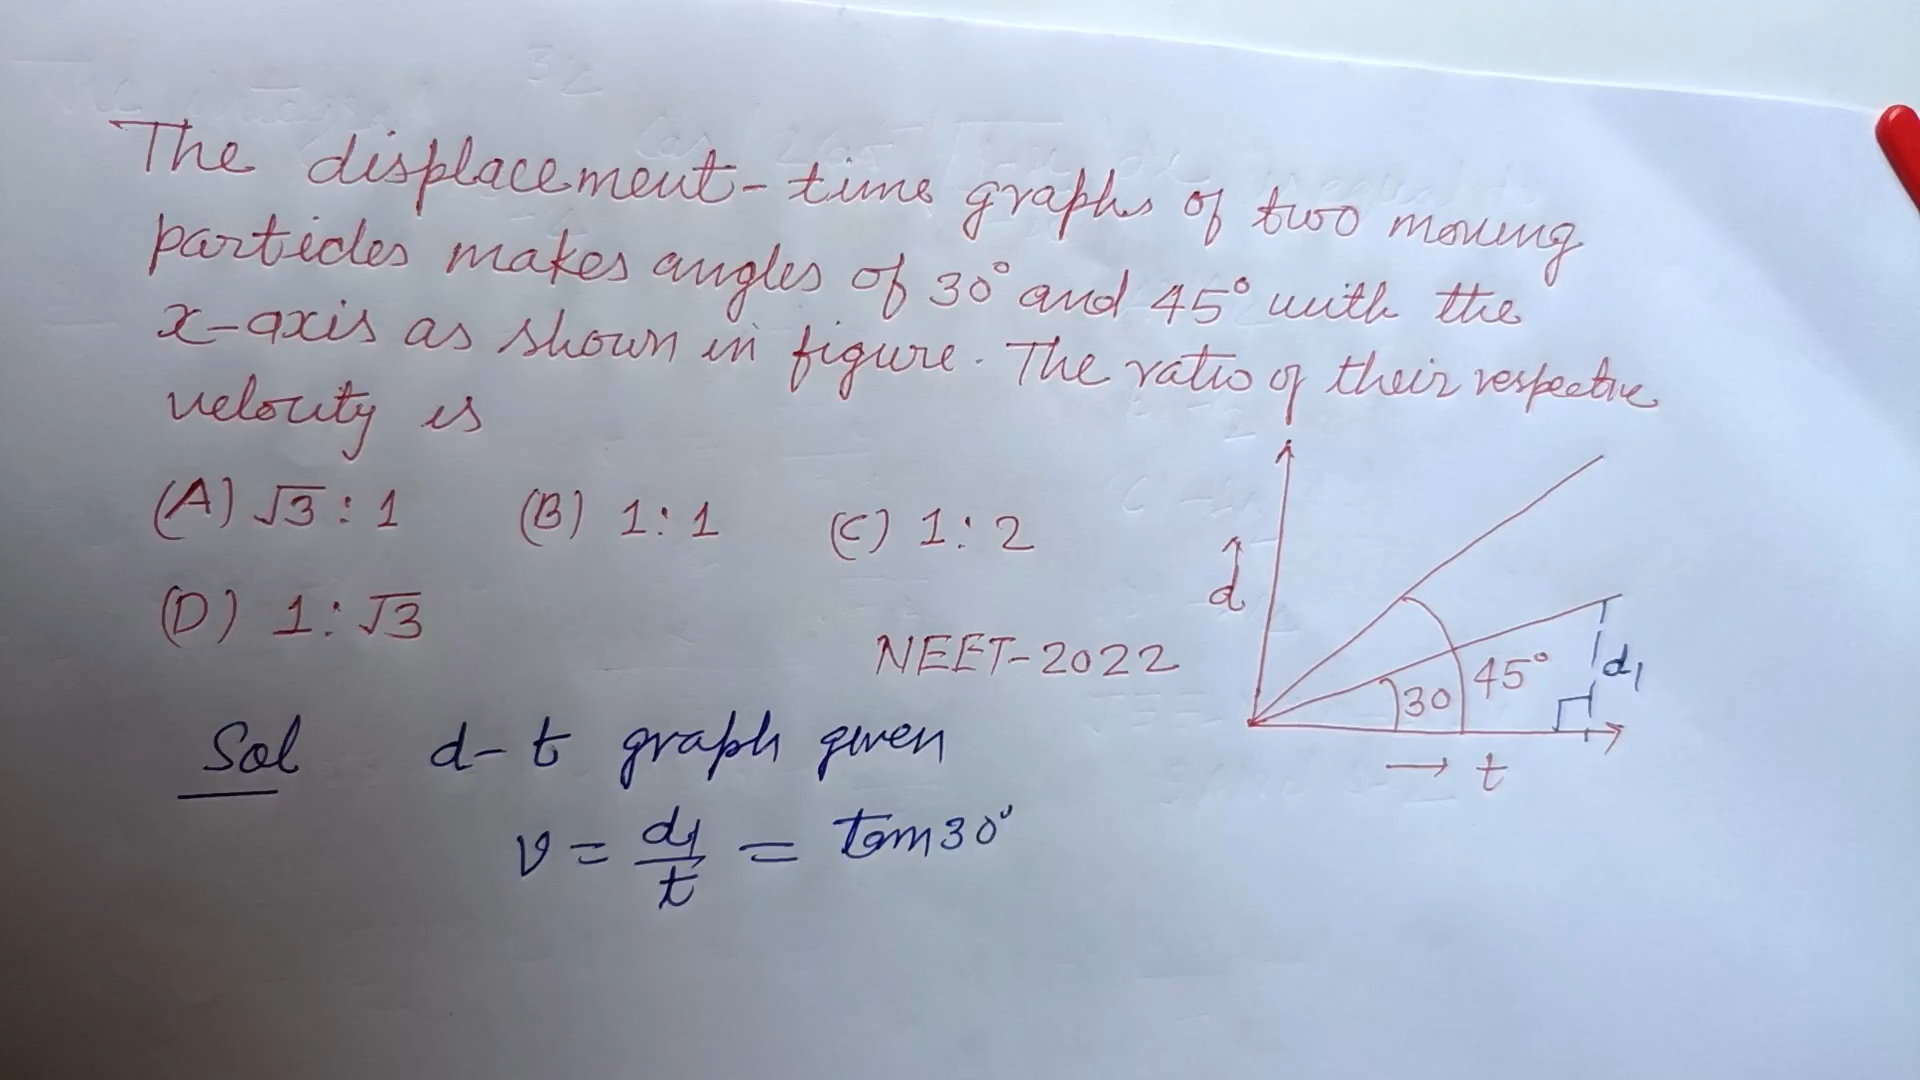 The displacement-time graphs of two moving
particles makes angles of 30° and 45° with the
x-axis as shown in figure. The ratio of their respective
velocity is
(A) √3 : 1 (B) 1 : 1 (C) 1 : 2
(D) 1 : √3
NEET-2022
d
30
45°
d1
t
Sol d-t graph given
v = d1/t = tan30°